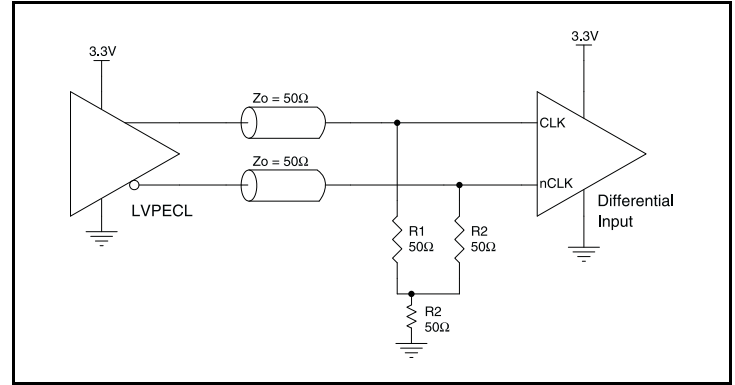 3.3V
3.3V
Zo = 50Ω
CLK
Zo = 50Ω
nCLK
LVPECL
Differential
Input
R1
50Ω
R2
50Ω
R2
50Ω